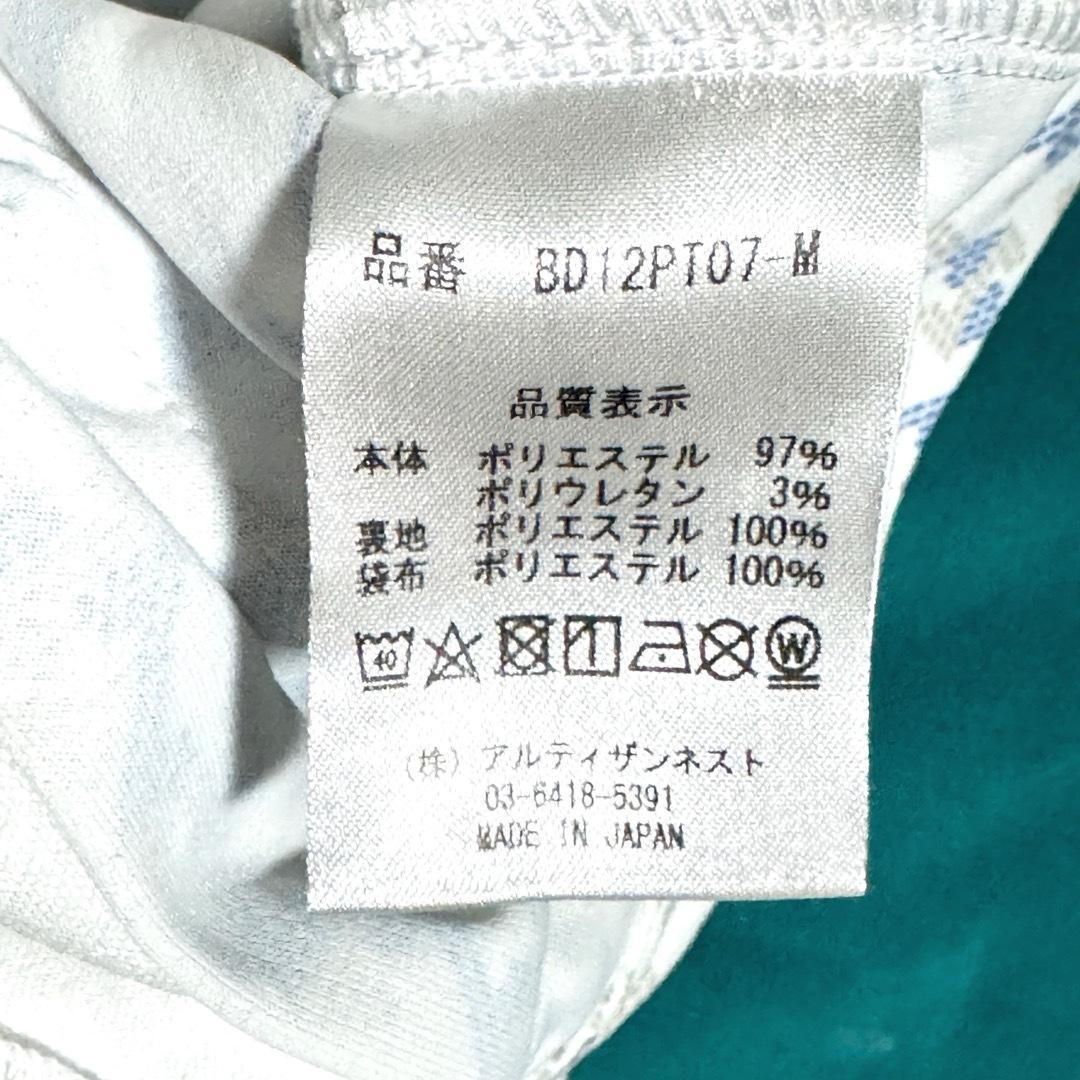 品番 BD12PT07-M
品質表示
本体 ポリエステル 97%
ポリウレタン 3%
裏地 ポリエステル 100%
袋布 ポリエステル 100%
40 W
(株) アルティザンネスト
03-6418-5391
MADE IN JAPAN